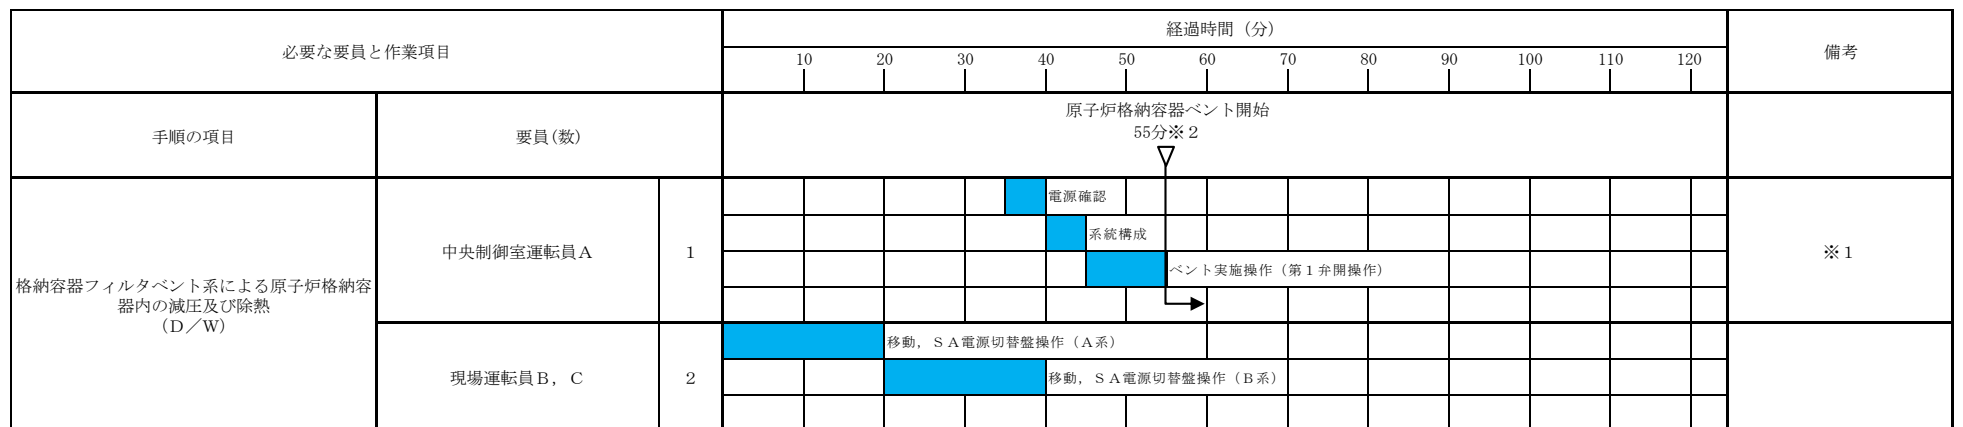 必要な要員と作業項目
経過時間（分）
備考
10 20 30 40 50 60 70 80 90 100 110 120
手順の項目
要員(数)
原子炉格納容器ベント開始
55分※２
格納容器フィルタベント系による原子炉格納容
器内の減圧及び除熱
（Ｄ／Ｗ）
中央制御室運転員Ａ
１
電源確認
系統構成
ベント実施操作（第１弁開操作）
※１
現場運転員Ｂ，Ｃ
２
移動，ＳＡ電源切替盤操作（Ａ系）
移動，ＳＡ電源切替盤操作（Ｂ系）